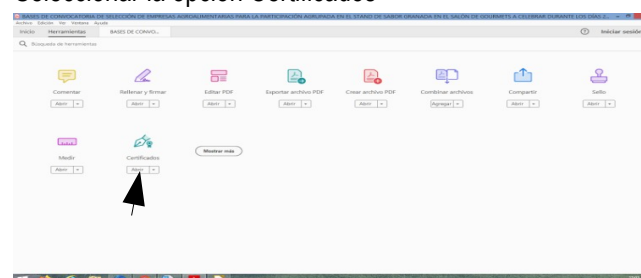 Seleccionar la opción Certificados
BASES DE CONVOCATORIA DE SELECCIÓN DE EMPRESAS AGROALIMENTARIAS PARA LA PARTICIPACIÓN AGRUPADA EN EL STAND DE SABOR GRANADA EN EL SALÓN DE GOURMETS A CELEBRAR DURANTE LOS DÍAS 2...
Archivo Edición Ver Ventana Ayuda
Inicio Herramientas BASES DE CONVO... Iniciar sesión
Búsqueda de herramientas
Comentar Rellenar y firmar Editar PDF Exportar archivo PDF Crear archivo PDF Combinar archivos Compartir Sello
Abrir Abrir Abrir Abrir Abrir Agregar Abrir Abrir
Medir Certificados Mostrar más
Abrir Abrir